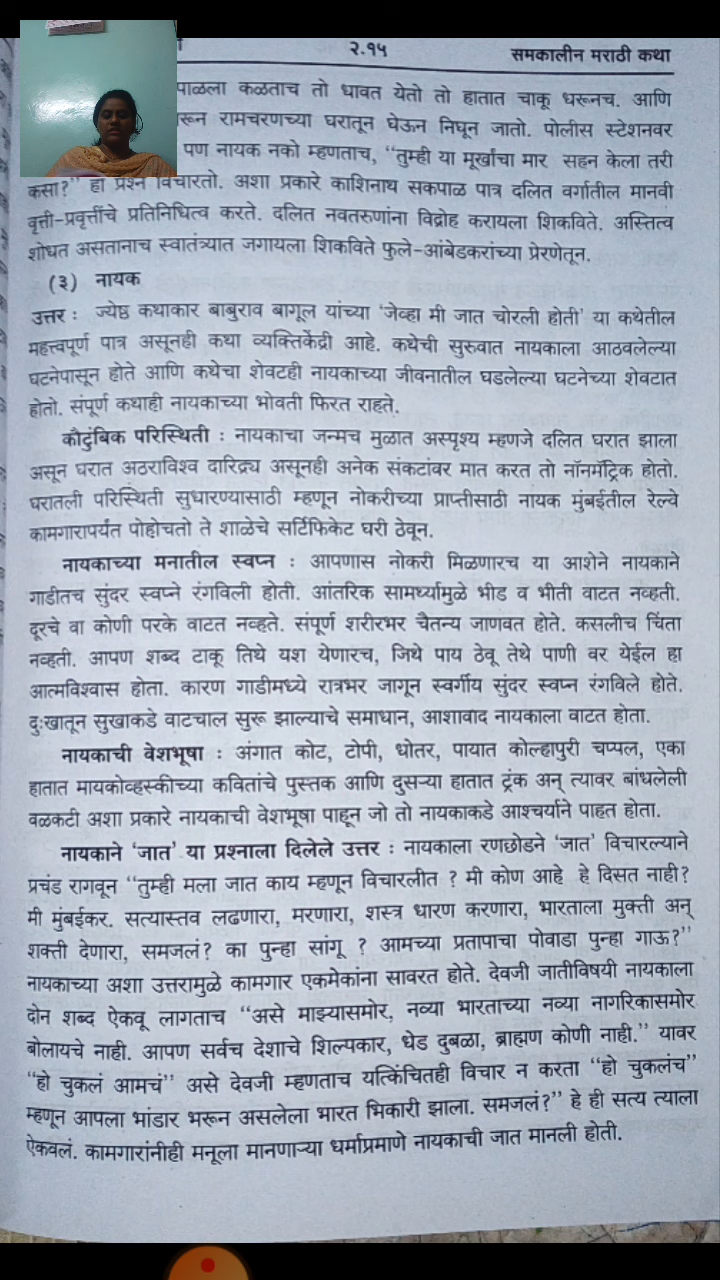 २.१५ समकालीन मराठी कथा
पाळला कळताच तो धावत येतो तो हातात चाकू धरूनच. आणि
रामचरणच्या घरातून घेऊन निघून जातो. पोलीस स्टेशनवर
पण नायक नको म्हणताच, “तुम्ही या मूर्खांचा मार सहन केला तरी
कसा?” हा प्रश्न विचारतो. अशा प्रकारे काशिनाथ सकपाळ पात्र दलित वर्गातील मानवी
वृत्ती-प्रवृत्तींचे प्रतिनिधित्व करते. दलित नवतरुणांना विद्रोह करायला शिकविते. अस्तित्व
शोधत असतानाच स्वातंत्र्यात जगायला शिकविते फुले-आंबेडकरांच्या प्रेरणेतून.
(३) नायक
उत्तर : ज्येष्ठ कथाकार बाबुराव बागूल यांच्या ‘जेव्हा मी जात चोरली होती’ या कथेतील
महत्त्वपूर्ण पात्र असूनही कथा व्यक्तिकेंद्री आहे. कथेची सुरुवात नायकाला आठवलेल्या
घटनेपासून होते आणि कथेचा शेवटही नायकाच्या जीवनातील घडलेल्या घटनेच्या शेवटात
होतो. संपूर्ण कथाही नायकाच्या भोवती फिरत राहते.
कौटुंबिक परिस्थिती : नायकाचा जन्मच मुळात अस्पृश्य म्हणजे दलित घरात झाला
असून घरात अठराविश्व दारिद्र्य असूनही अनेक संकटांवर मात करत तो नॉनमॅट्रिक होतो.
घरातली परिस्थिती सुधारण्यासाठी म्हणून नोकरीच्या प्राप्तीसाठी नायक मुंबईतील रेल्वे
कामगारापर्यंत पोहोचतो ते शाळेचे सर्टिफिकेट घरी ठेवून.
नायकाच्या मनातील स्वप्न : आपणास नोकरी मिळणारच या आशेने नायकाने
गाडीतच सुंदर स्वप्ने रंगविली होती. आंतरिक सामर्थ्यामुळे भीड व भीती वाटत नव्हती.
दूरचे वा कोणी परके वाटत नव्हते. संपूर्ण शरीरभर चैतन्य जाणवत होते. कसलीच चिंता
नव्हती. आपण शब्द टाकू तिथे यश येणारच, जिथे पाय ठेवू तेथे पाणी वर येईल हा
आत्मविश्वास होता. कारण गाडीमध्ये रात्रभर जागून स्वर्गीय सुंदर स्वप्न रंगविले होते.
दुःखातून सुखाकडे वाटचाल सुरू झाल्याचे समाधान, आशावाद नायकाला वाटत होता.
नायकाची वेशभूषा : अंगात कोट, टोपी, धोतर, पायात कोल्हापुरी चप्पल, एका
हातात मायकोव्हस्कीच्या कवितांचे पुस्तक आणि दुसऱ्या हातात ट्रंक अन् त्यावर बांधलेली
वळकटी अशा प्रकारे नायकाची वेशभूषा पाहून जो तो नायकाकडे आश्चर्याने पाहत होता.
नायकाने ‘जात’ या प्रश्नाला दिलेले उत्तर : नायकाला रणछोडने ‘जात’ विचारल्याने
प्रचंड रागवून “तुम्ही मला जात काय म्हणून विचारलीत ? मी कोण आहे हे दिसत नाही?
मी मुंबईकर. सत्यास्तव लढणारा, मरणारा, शस्त्र धारण करणारा, भारताला मुक्ती अन्
शक्ती देणारा, समजलं? का पुन्हा सांगू ? आमच्या प्रतापाचा पोवाडा पुन्हा गाऊ?”
नायकाच्या अशा उत्तरामुळे कामगार एकमेकांना सावरत होते. देवजी जातीविषयी नायकाला
दोन शब्द ऐकवू लागताच “असे माझ्यासमोर, नव्या भारताच्या नव्या नागरिकासमोर
बोलायचे नाही. आपण सर्वच देशाचे शिल्पकार, धेड दुबळा, ब्राह्मण कोणी नाही.” यावर
“हो चुकलं आमचं” असे देवजी म्हणताच यत्किंचितही विचार न करता “हो चुकलंच”
म्हणून आपला भांडार भरून असलेला भारत भिकारी झाला. समजलं?” हे ही सत्य त्याला
ऐकवलं. कामगारांनीही मनूला मानणाऱ्या धर्माप्रमाणे नायकाची जात मानली होती.